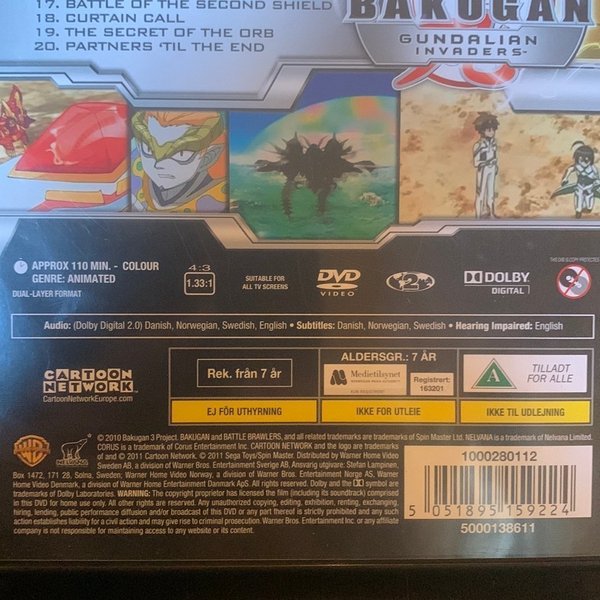 17. BATTLE OF THE SECOND SHIELD
18. CURTAIN CALL
19. THE SECRET OF THE ORB
20. PARTNERS 'TIL THE END
BAKUGAN
GUNDALIAN
INVADERS
APPROX 110 MIN. - COLOUR
GENRE: ANIMATED
DUAL-LAYER FORMAT
4:3
1.33:1
SUITABLE FOR
ALL TV SCREENS
DVD
VIDEO
2
DOLBY
DIGITAL
THIS DISC IS COPY PROTECTED
Audio: (Dolby Digital 2.0) Danish, Norwegian, Swedish, English • Subtitles: Danish, Norwegian, Swedish • Hearing Impaired: English
CARTOON
NETWORK
CartoonNetworkEurope.com
Rek. från 7 år
EJ FÖR UTHYRNING
ALDERSGR.: 7 ÅR
Medietilsynet
Registrert:
163201
IKKE FOR UTLEIE
A
TILLADT
FOR ALLE
IKKE TIL UDLEJNING
WB
NELVANA
© 2010 Bakugan 3 Project. BAKUGAN and BATTLE BRAWLERS, and all related trademarks are trademarks of Spin Master Ltd. NELVANA is a trademark of Nelvana Limited.
CORUS is a trademark of Corus Entertainment Inc. CARTOON NETWORK and the logo are trademarks
of and © 2011 Cartoon Network. © 2011 Sega Toys/Spin Master. Distributed by Warner Home Video
Sweden AB, a division of Warner Bros. Entertainment Sverige AB, Ansvarig utgivare: Stefan Lampinen,
Box 1472, 171 28, Solna, Sweden; Warner Home Video Norway, a division of Warner Bros. Entertainment Norge AS, Warner
Home Video Denmark, a division of Warner Bros. Entertainment Denmark ApS. All rights reserved. Dolby and the DD symbol are
trademarks of Dolby Laboratories. WARNING: The copyright proprietor has licensed the film (including its soundtrack) comprised
in this DVD for home use only. All other rights are reserved. Any unauthorized copying, editing, exhibition, renting, exchanging,
hiring, lending, public performance diffusion and/or broadcast of this DVD or any part thereof is strictly prohibited and any such
action establishes liability for a civil action and may give rise to criminal prosecution. Warner Bros. Entertainment Inc. or any affiliate
company is not responsible for maintaining access to any website or its content.
1000280112
5 051895 159224
5000138611